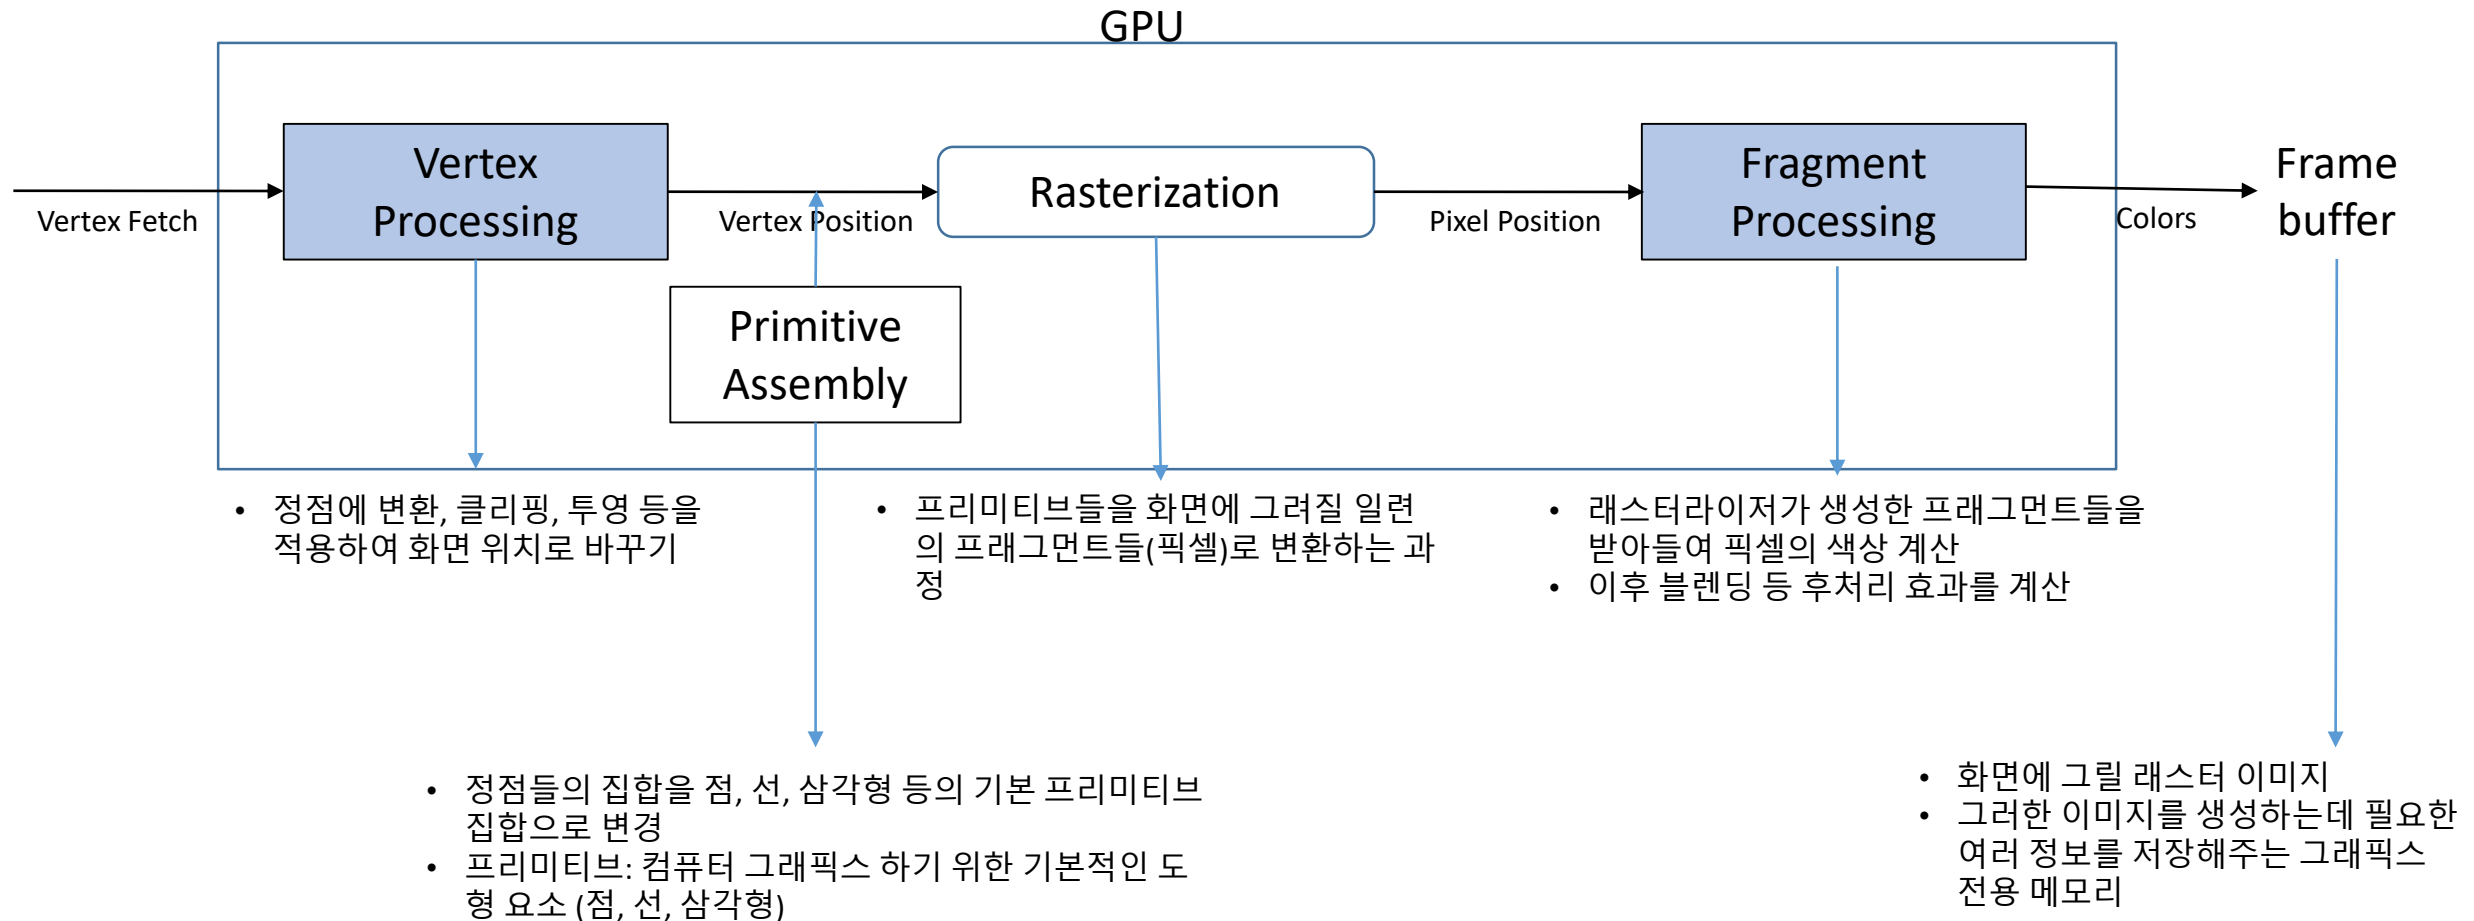 GPU
Vertex
Processing
Rasterization
Fragment
Processing
Frame
buffer
Vertex Fetch
Vertex Position
Pixel Position
Colors
Primitive
Assembly
• 정점에 변환, 클리핑, 투영 등을
적용하여 화면 위치로 바꾸기
• 프리미티브들을 화면에 그려질 일련
의 프래그먼트들(픽셀)로 변환하는 과
정
• 래스터라이저가 생성한 프래그먼트들을
받아들여 픽셀의 색상 계산
• 이후 블렌딩 등 후처리 효과를 계산
• 정점들의 집합을 점, 선, 삼각형 등의 기본 프리미티브
집합으로 변경
• 프리미티브: 컴퓨터 그래픽스 하기 위한 기본적인 도
형 요소 (점, 선, 삼각형)
• 화면에 그릴 래스터 이미지
• 그러한 이미지를 생성하는데 필요한
여러 정보를 저장해주는 그래픽스
전용 메모리